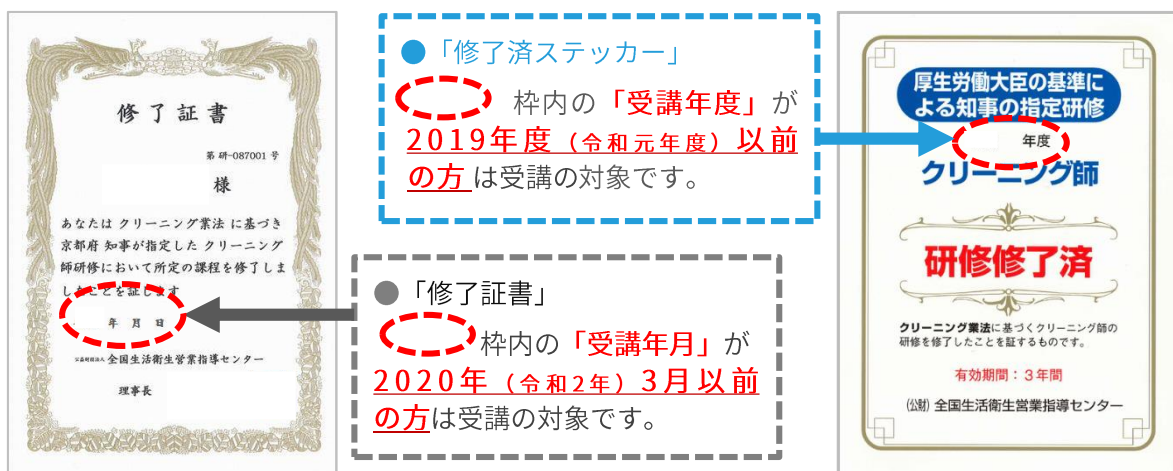 修了証書
第 研-087001 号
様
あなたは クリーニング業法 に基づき
京都府 知事が指定した クリーニング
師研修において所定の課程を修了しま
したことを証します
年 月 日
公益財団法人 全国生活衛生営業指導センター
理事長
●「修了済ステッカー」
枠内の「受講年度」が
2019年度（令和元年度）以前
の方は受講の対象です。
●「修了証書」
枠内の「受講年月」が
2020年（令和2年）3月以前
の方は受講の対象です。
厚生労働大臣の基準に
よる知事の指定研修
年度
クリーニング師
研修修了済
クリーニング業法に基づくクリーニング師の
研修を修了したことを証するものです。
有効期間：3年間
(公財) 全国生活衛生営業指導センター